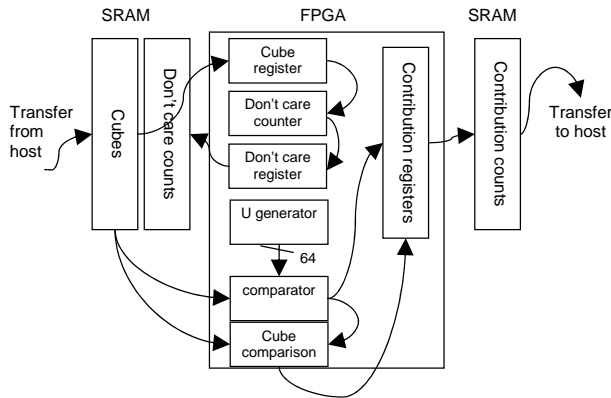 SRAM
FPGA
SRAM
Transfer
from
host
Cubes
Don't care counts
Cube
register
Don't care
counter
Don't care
register
U generator
64
comparator
Cube
comparison
Contribution registers
Contribution counts
Transfer
to host